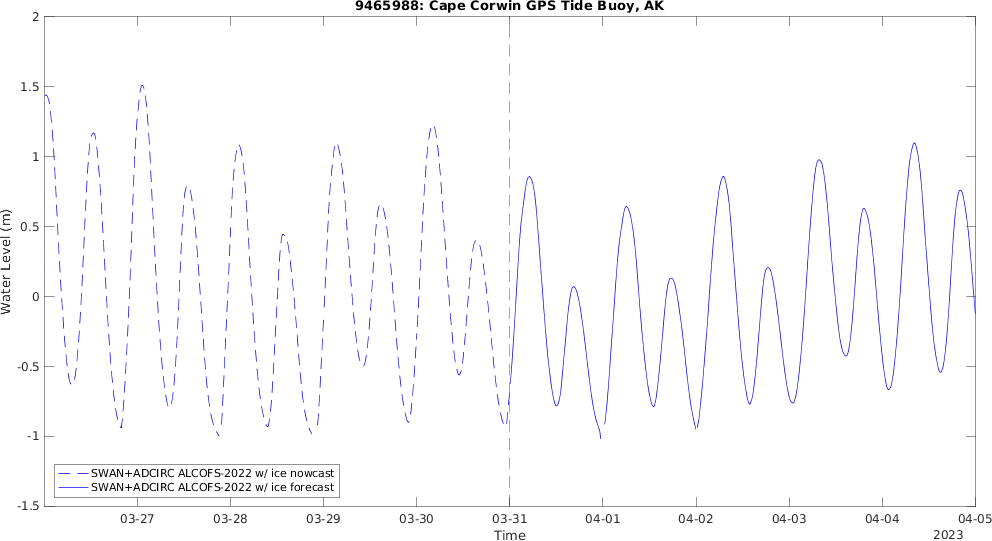 9465988: Cape Corwin GPS Tide Buoy, AK
2
1.5
1
0.5
0
-0.5
-1
-1.5
Water Level (m)
SWAN+ADCIRC ALCOFS-2022 w/ ice nowcast
SWAN+ADCIRC ALCOFS-2022 w/ ice forecast
03-27 03-28 03-29 03-30 03-31 04-01 04-02 04-03 04-04 04-05
Time
2023